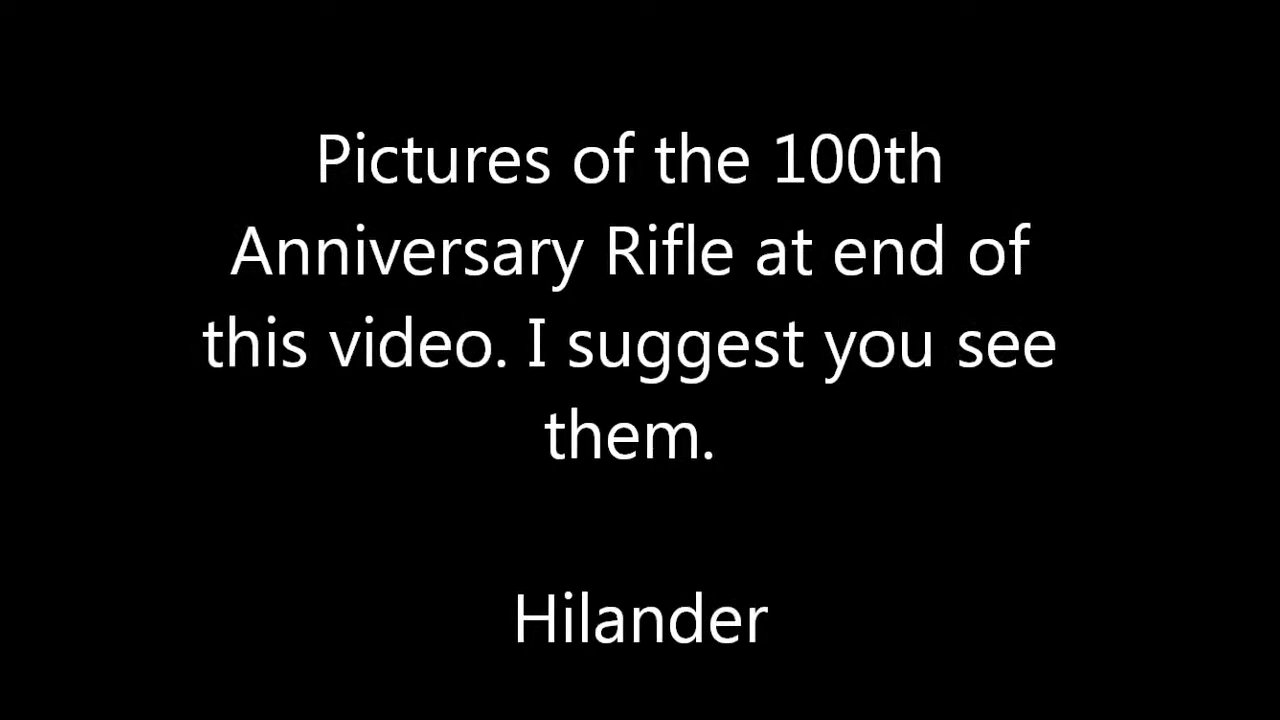 Pictures of the 100th
Anniversary Rifle at end of
this video. I suggest you see
them.
Hilander